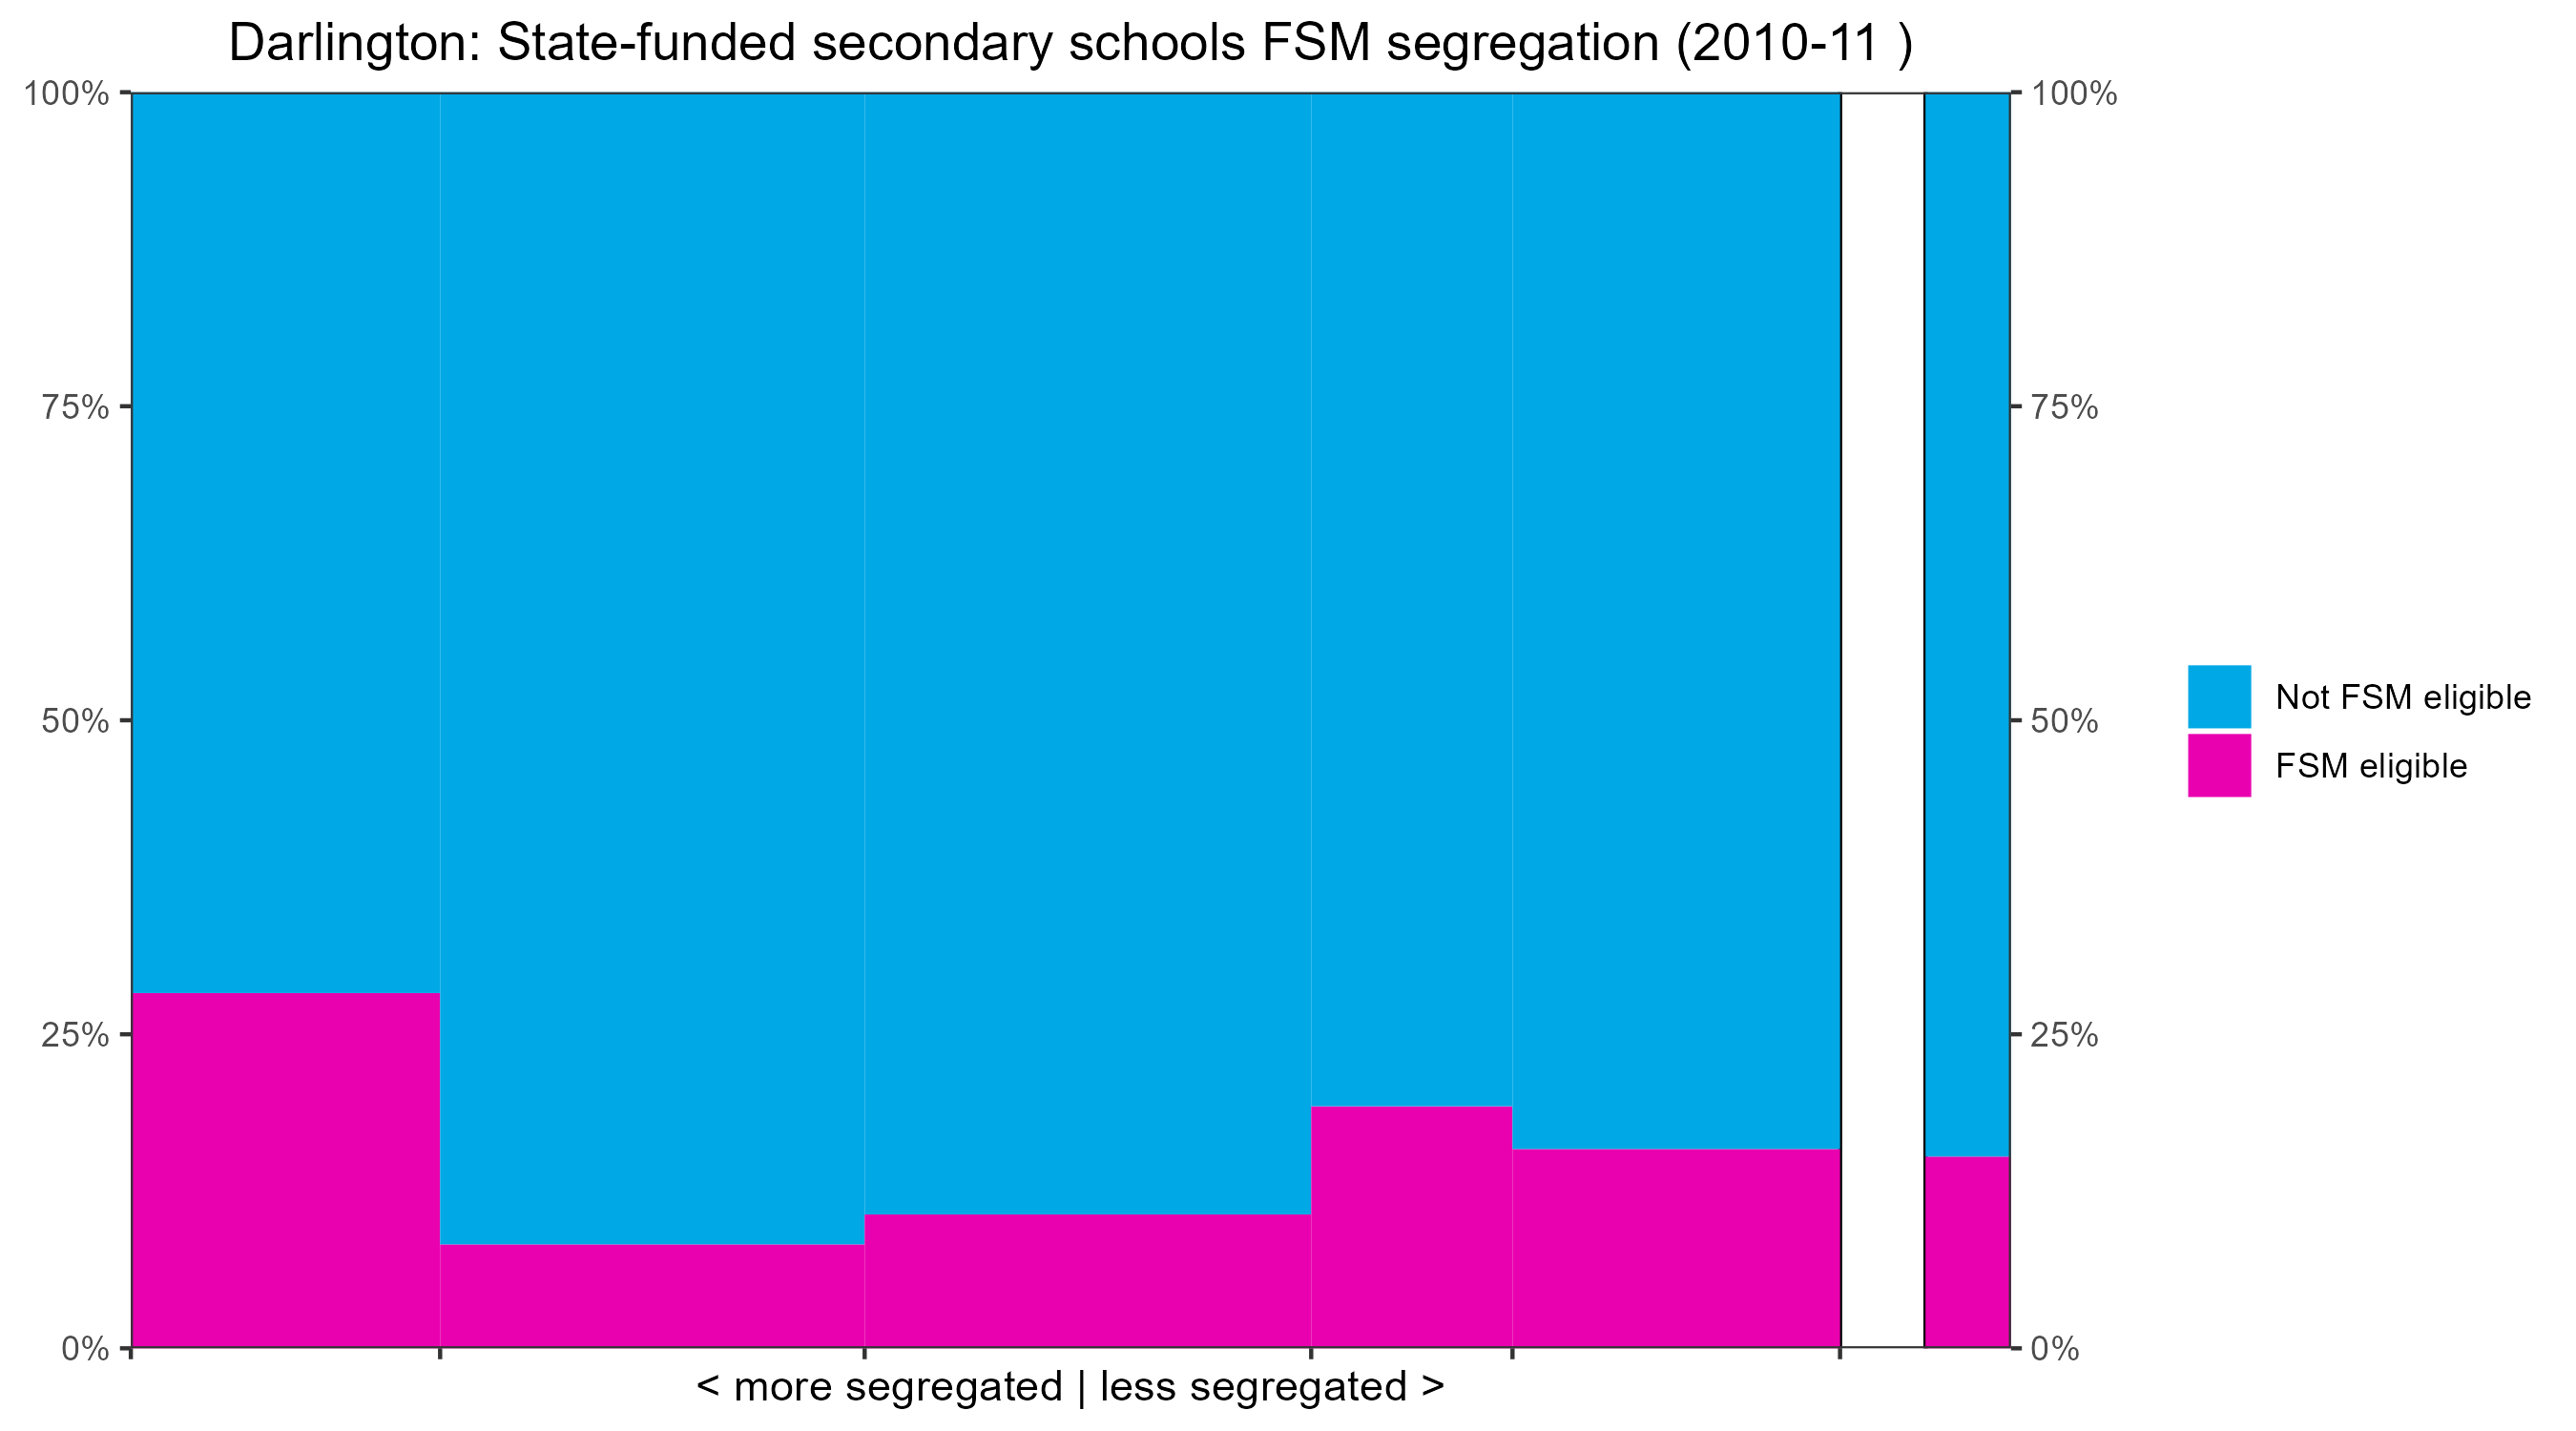 Darlington: State-funded secondary schools FSM segregation (2010-11 )
100%
75%
50%
25%
0%
100%
75%
50%
25%
0%
< more segregated | less segregated >
Not FSM eligible
FSM eligible